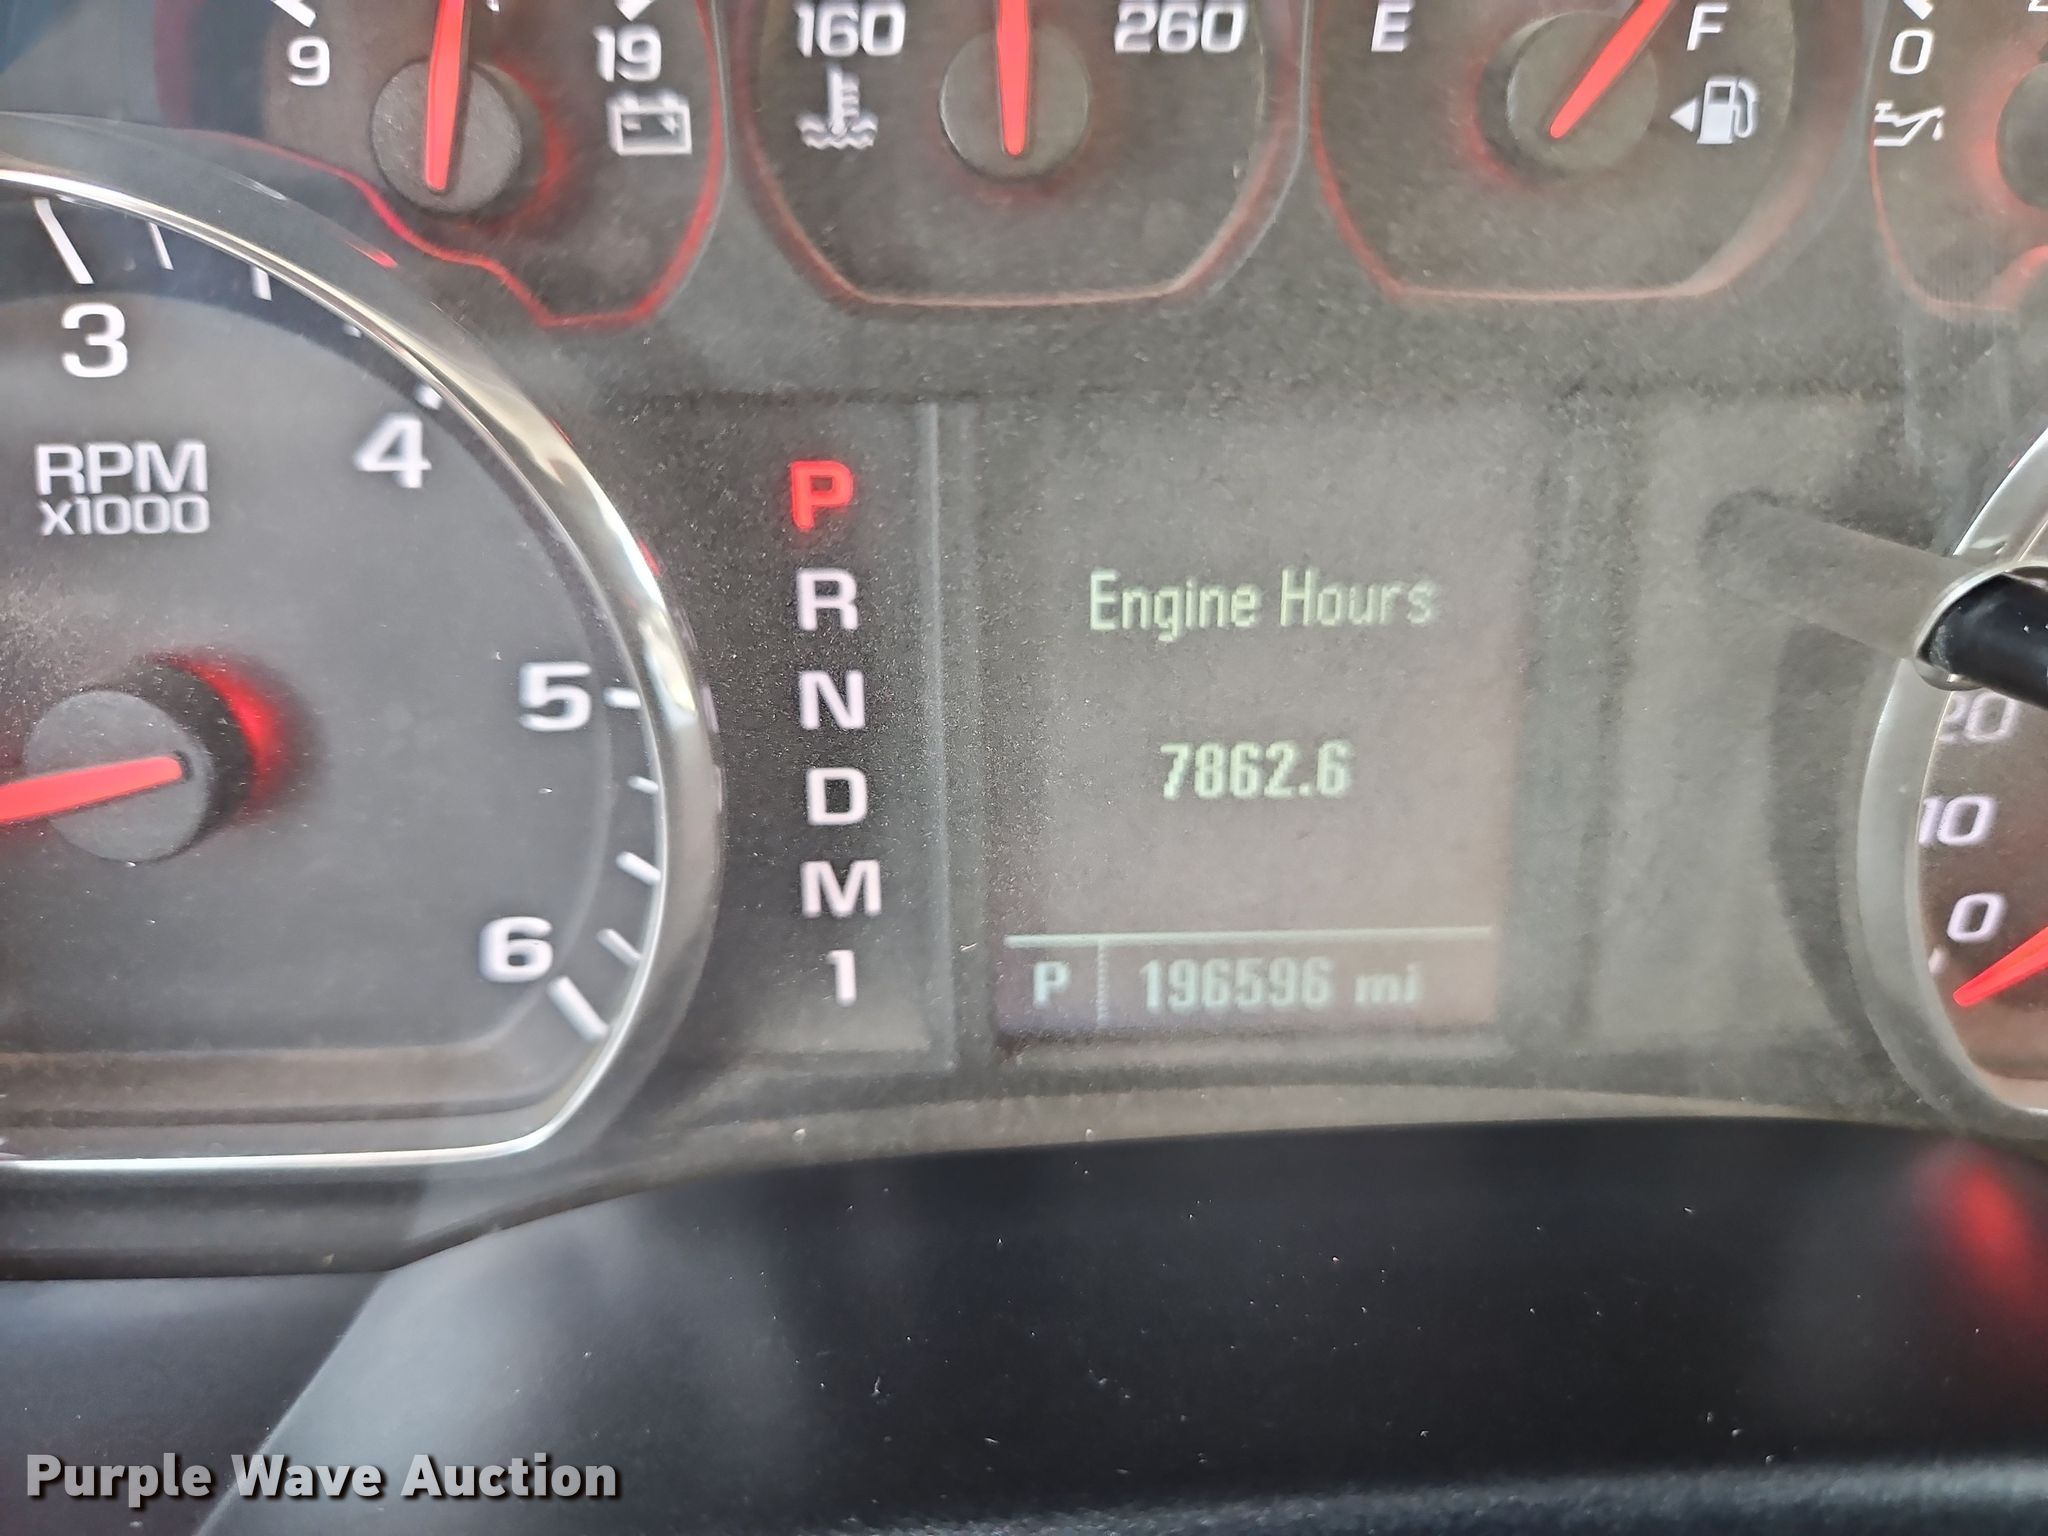 9 19 160 260 E F 0
3
4
RPM
x1000
5
6
P
R
N
D
M
1
Engine Hours
7862.6
P 196596 mi
20
10
0
Purple Wave Auction